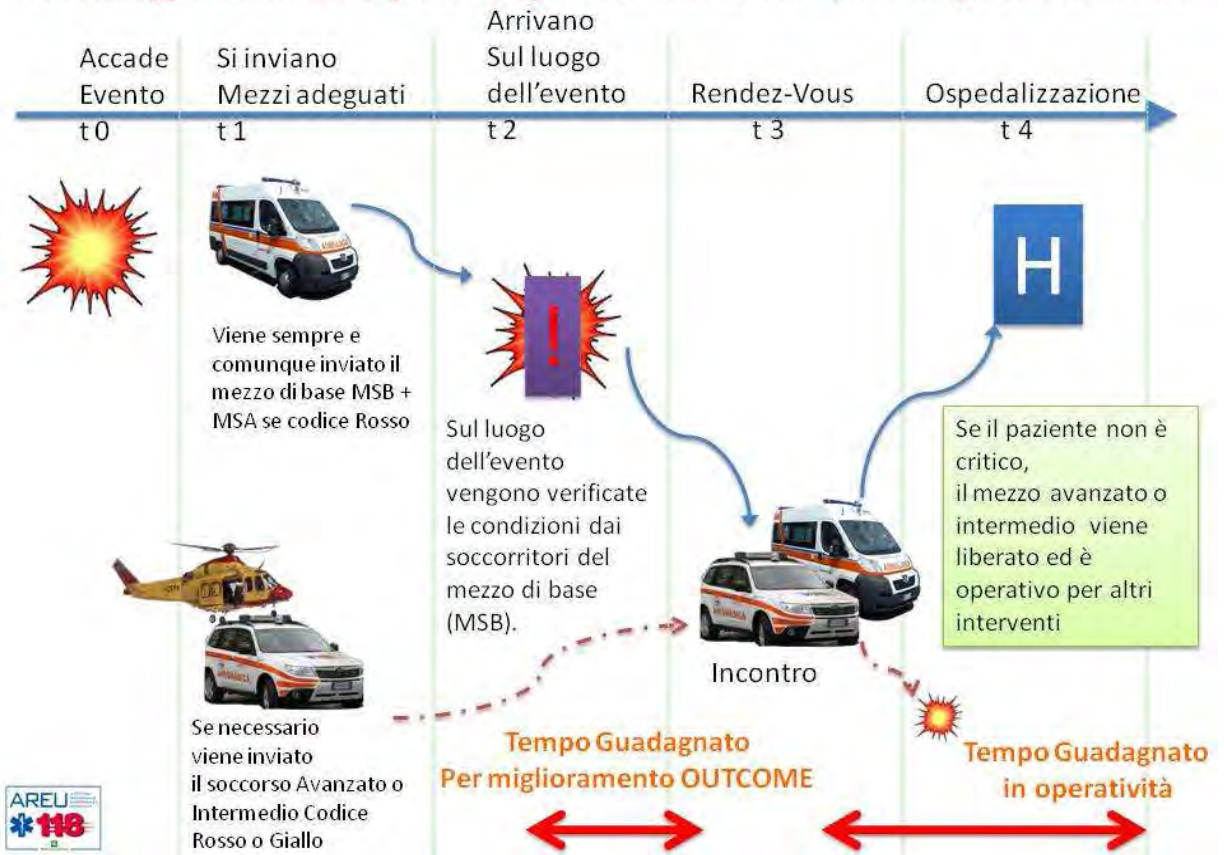 Accade
Evento
t 0
Si inviano
Mezzi adeguati
t 1
Arrivano
Sul luogo
dell'evento
t 2
Rendez-Vous
t 3
Ospedalizzazione
t 4
Viene sempre e
comunque inviato il
mezzo di base MSB +
MSA se codice Rosso
Sul luogo
dell'evento
vengono verificate
le condizioni dai
soccorritori del
mezzo di base
(MSB).
!
H
Se il paziente non è
critico,
il mezzo avanzato o
intermedio viene
liberato ed è
operativo per altri
interventi
Incontro
Se necessario
viene inviato
il soccorso Avanzato o
Intermedio Codice
Rosso o Giallo
Tempo Guadagnato
Per miglioramento OUTCOME
Tempo Guadagnato
in operatività
AREU
118